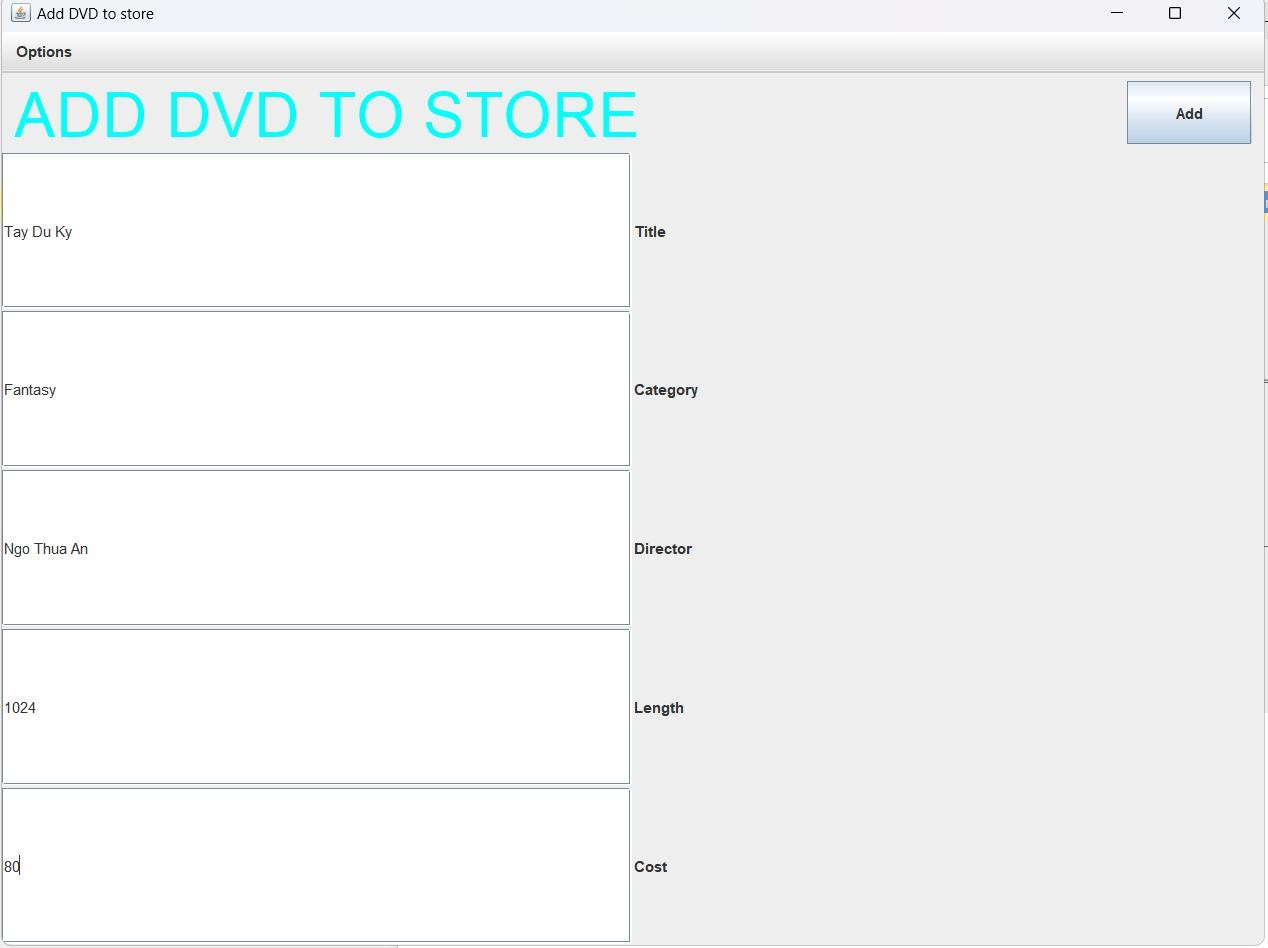 Add DVD to store
Options
ADD DVD TO STORE
Add
Tay Du Ky
Title
Fantasy
Category
Ngo Thua An
Director
1024
Length
80
Cost